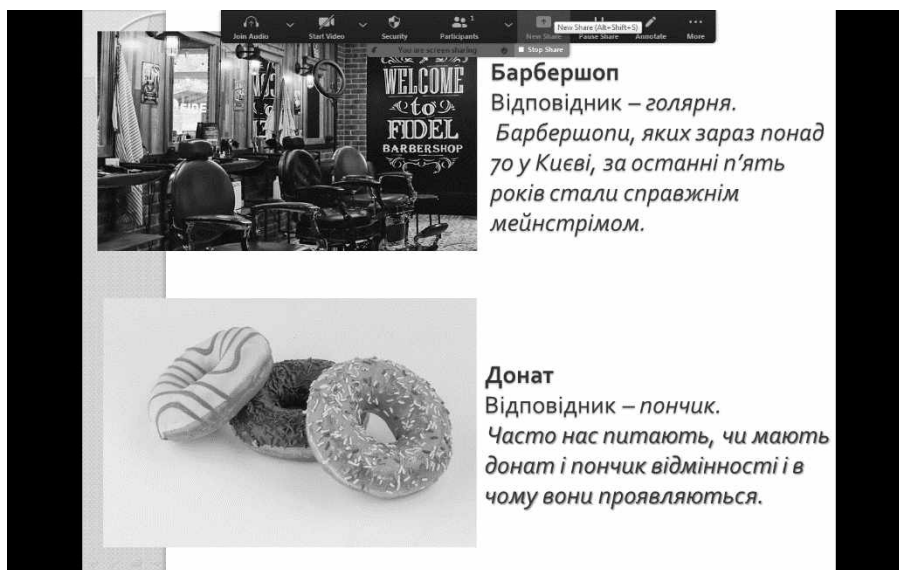 Join Audio
Start Video
Security
Participants
1
New Share
Pause Share
Annotate
More
New Share (Alt+Shift+S)
You are screen sharing
Stop Share
WELCOME
to
FIDEL
BARBERSHOP
Барбершоп
Відповідник – голярня.
Барбершопи, яких зараз понад
70 у Києві, за останні п’ять
років стали справжнім
мейнстрімом.
Донат
Відповідник – пончик.
Часто нас питають, чи мають
донат і пончик відмінності і в
чому вони проявляються.